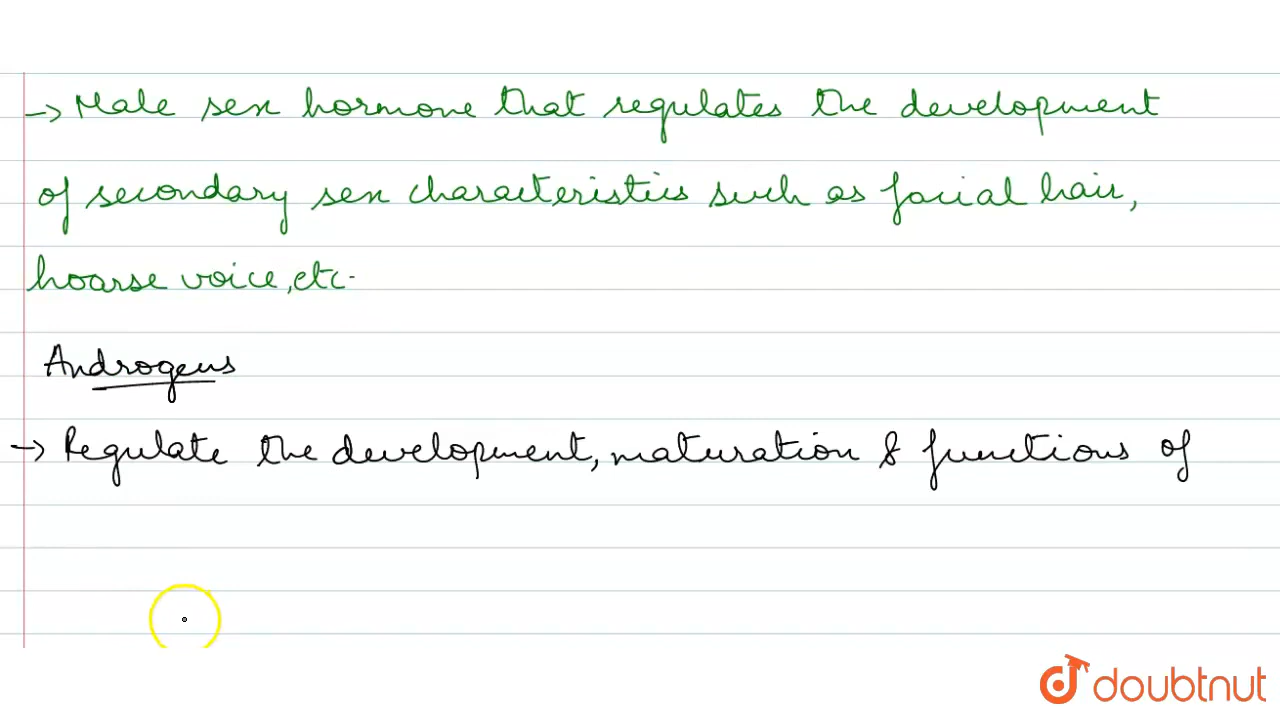 → Male sex hormone that regulates the development
of secondary sex characteristics such as facial hair,
hoarse voice, etc.
Androgens
→ Regulate the development, maturation & functions of
doubtnut